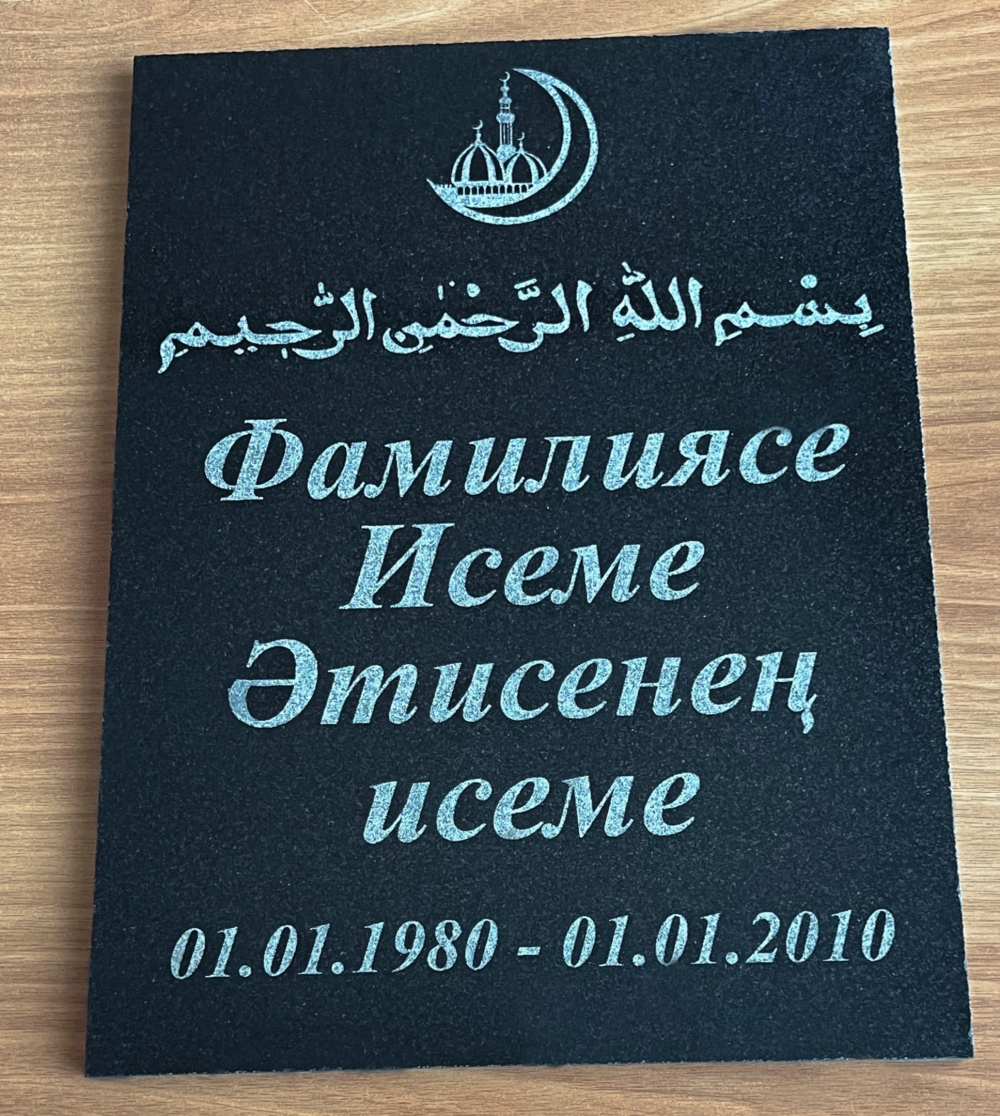 بِسْمِ اللّٰهِ الرَّحْمٰنِ الرَّحِيمِ
Фамилиясе
Исеме
Әтисенең
исеме
01.01.1980 - 01.01.2010